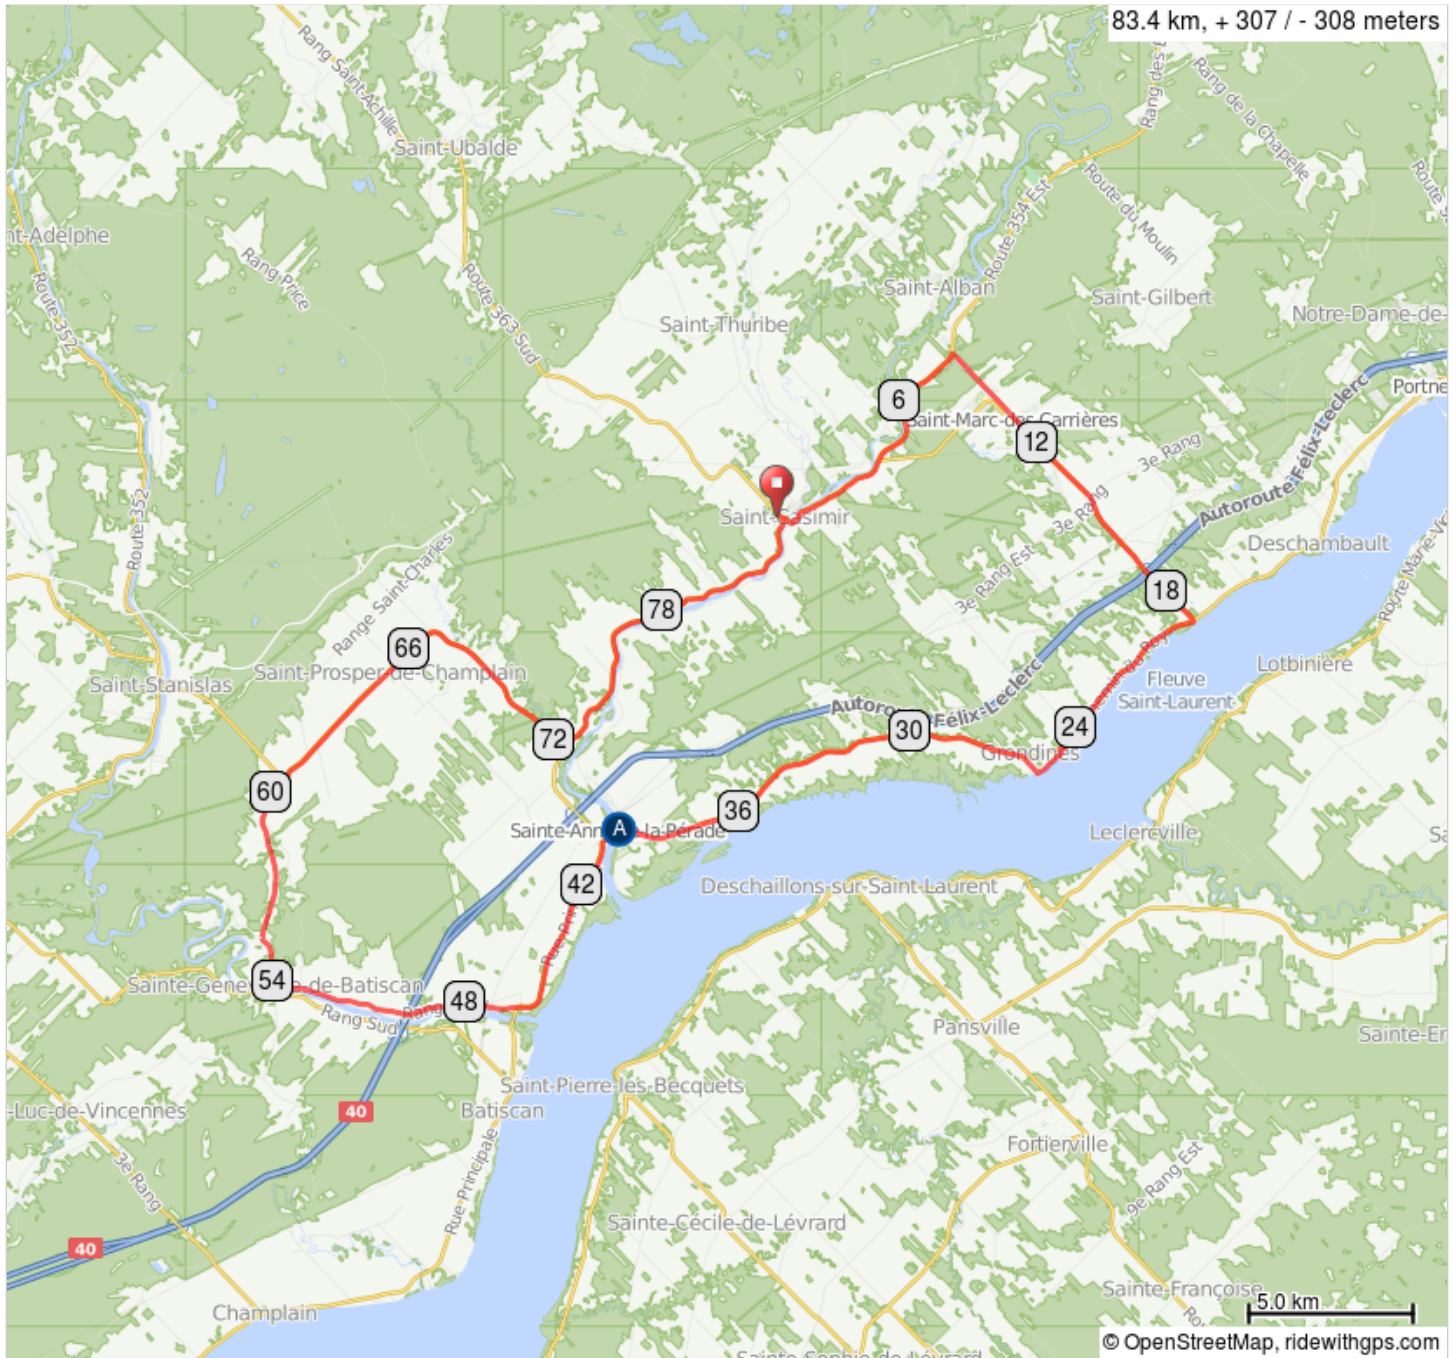 83.4 km, + 307 / - 308 meters
Rang Saint-Achille
Rang de la Chapelle
Saint-Ubalde
Route du Moulin
Route 354 Est
nt-Adelphe
Rang Price
Route 352
Route 363 Sud
Saint-Alban
Saint-Gilbert
Saint-Thuribe
Notre-Dame-de-
Portne
6
Saint-Marc-des-Carrières
12
3e Rang
Autoroute Félix-Leclerc
3e Rang
Saint-Casimir
Route 352
Deschambault
3e Rang Est
18
Range Saint-Charles
78
66
Saint-Prosper-de-Champlain
Saint-Stanislas
Lotbinière
Fleuve
Saint-Laurent
24
30
Félix-Leclerc
72
Grondines
60
36
A
Leclercville
42
Deschaillons-sur-Saint-Laurent
54
48
Rang Sud
Parisville
Sainte-Er
Saint-Pierre-les-Becquets
-Luc-de-Vincennes
40
Batiscan
Fortierville
3e Rang
Rue Principale
9e Rang Est
Sainte-Cécile-de-Lévrard
40
Sainte-Françoise
5.0 km
Champlain
© OpenStreetMap, ridewithgps.com